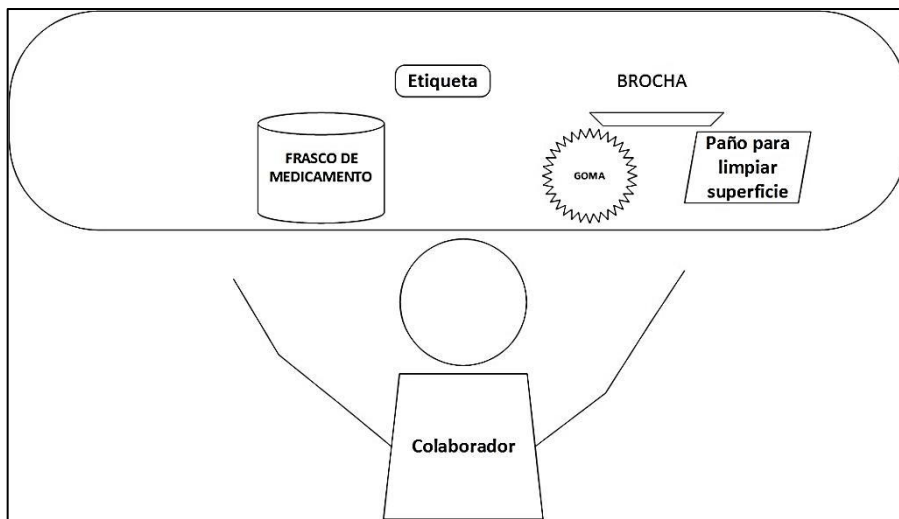 Etiqueta
BROCHA
FRASCO DE
MEDICAMENTO
GOMA
Paño para
limpiar
superficie
Colaborador